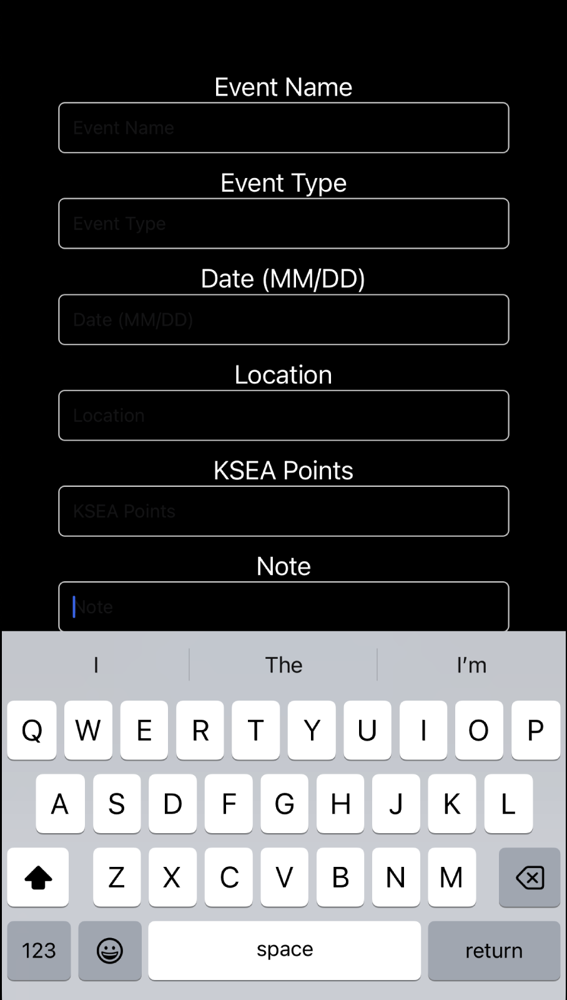 Event Name
Event Name
Event Type
Event Type
Date (MM/DD)
Date (MM/DD)
Location
Location
KSEA Points
KSEA Points
Note
Note
I The I’m
Q W E R T Y U I O P
A S D F G H J K L
Z X C V B N M
123 space return